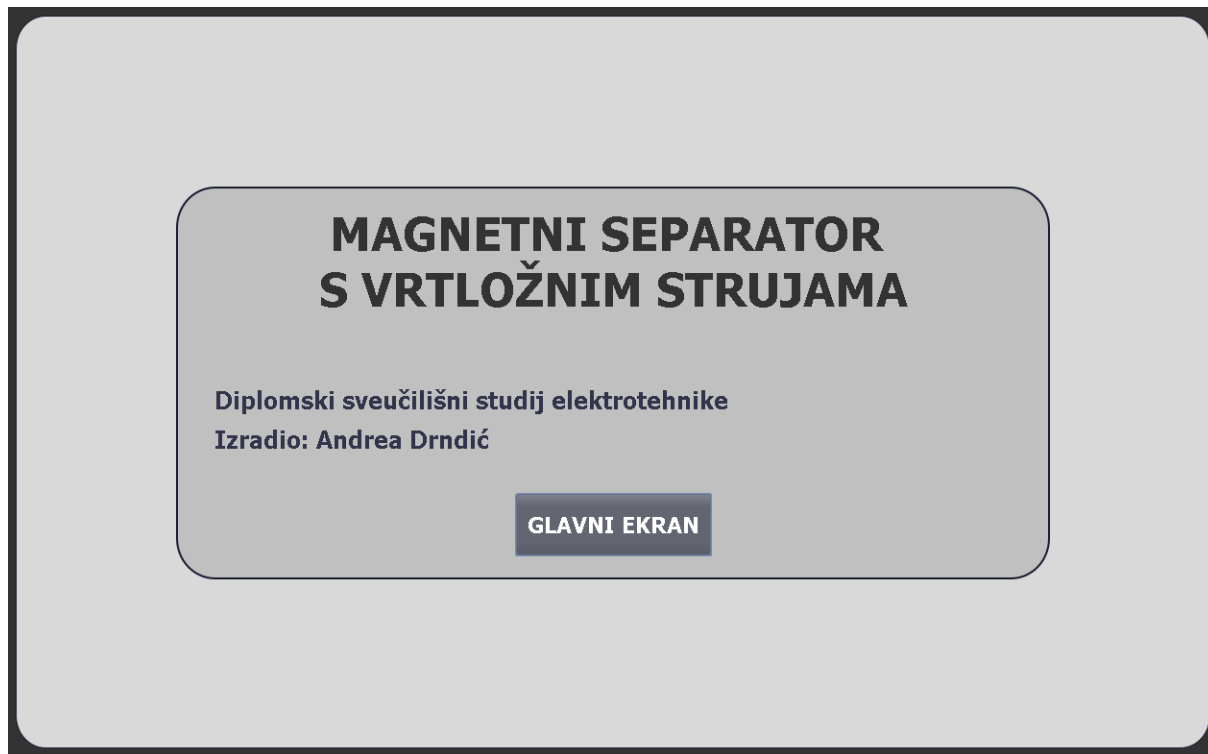 MAGNETNI SEPARATOR
S VRTLOŽNIM STRUJAMA
Diplomski sveučilišni studij elektrotehnike
Izradio: Andrea Drndić
GLAVNI EKRAN